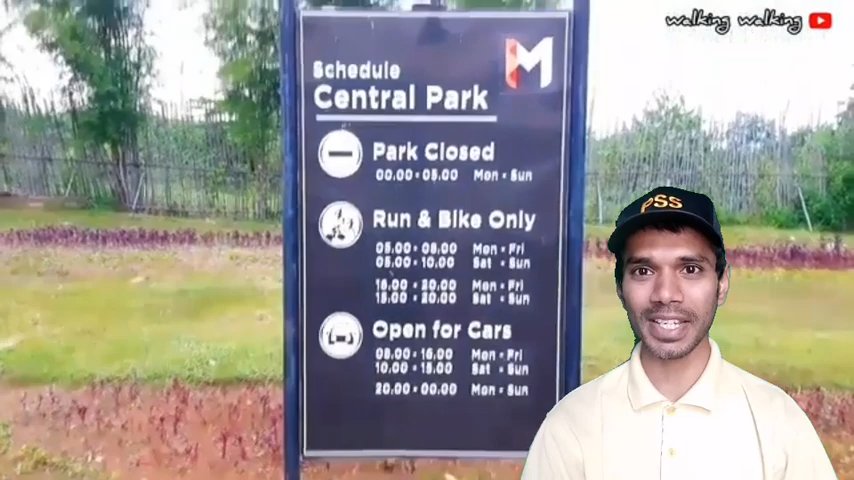 walking walking
M
Schedule
Central Park
Park Closed
00.00 - 05.00 Mon - Sun
Run & Bike Only
05.00 - 08.00 Mon - Fri
05.00 - 10.00 Sat - Sun
16.00 - 20.00 Mon - Fri
15.00 - 20.00 Sat - Sun
Open for Cars
08.00 - 16.00 Mon - Fri
10.00 - 15.00 Sat - Sun
20.00 - 00.00 Mon - Sun
PSSS